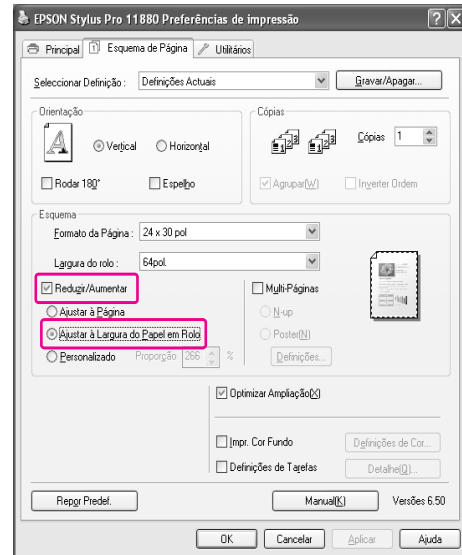 EPSON Stylus Pro 11880 Preferências de impressão
Principal Esquema de Página Utilitários
Seleccionar Definição : Definições Actuais Gravar/Apagar...
Orientação
Vertical Horizontal
Rodar 180° Espelho
Cópias
Cópias 1
Agrupar(W) Inverter Ordem
Esquema
Formato da Página : 24 x 30 pol
Largura do rolo : 64pol.
Reduzir/Aumentar
Ajustar à Página
Ajustar à Largura do Papel em Rolo
Personalizado Proporção 266 %
Multi-Páginas
N-up
Poster(N)
Definições...
Optimizar Ampliação(X)
Impr. Cor Fundo Definições de Cor...
Definições de Tarefas Detalhe(Q)...
Repor Predef. Manual(K) Versões 6.50
OK Cancelar Aplicar Ajuda